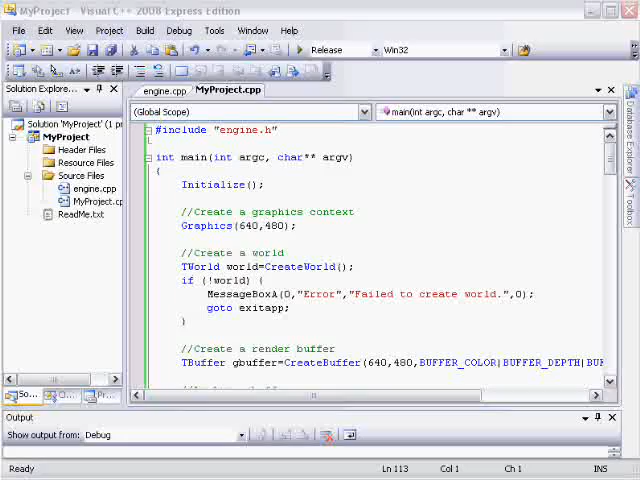 MyProject - Visual C++ 2008 Express Edition
File Edit View Project Build Debug Tools Window Help
Release Win32
Solution Explore...
engine.cpp MyProject.cpp
(Global Scope) main(int argc, char ** argv)
Solution 'MyProject' (1 p
MyProject
Header Files
Resource Files
Source Files
engine.cpp
MyProject.cp
ReadMe.txt
#include "engine.h"
int main(int argc, char** argv)
{
Initialize();
//Create a graphics context
Graphics(640,480);
//Create a world
TWorld world=CreateWorld();
if (!world) {
MessageBoxA(0,"Error","Failed to create world.",0);
goto exitapp;
}
//Create a render buffer
TBuffer gbuffer=CreateBuffer(640,480,BUFFER_COLOR|BUFFER_DEPTH|BUF
Database Explorer
Toolbox
So...
Output
Show output from: Debug
Ready Ln 113 Col 1 Ch 1 INS